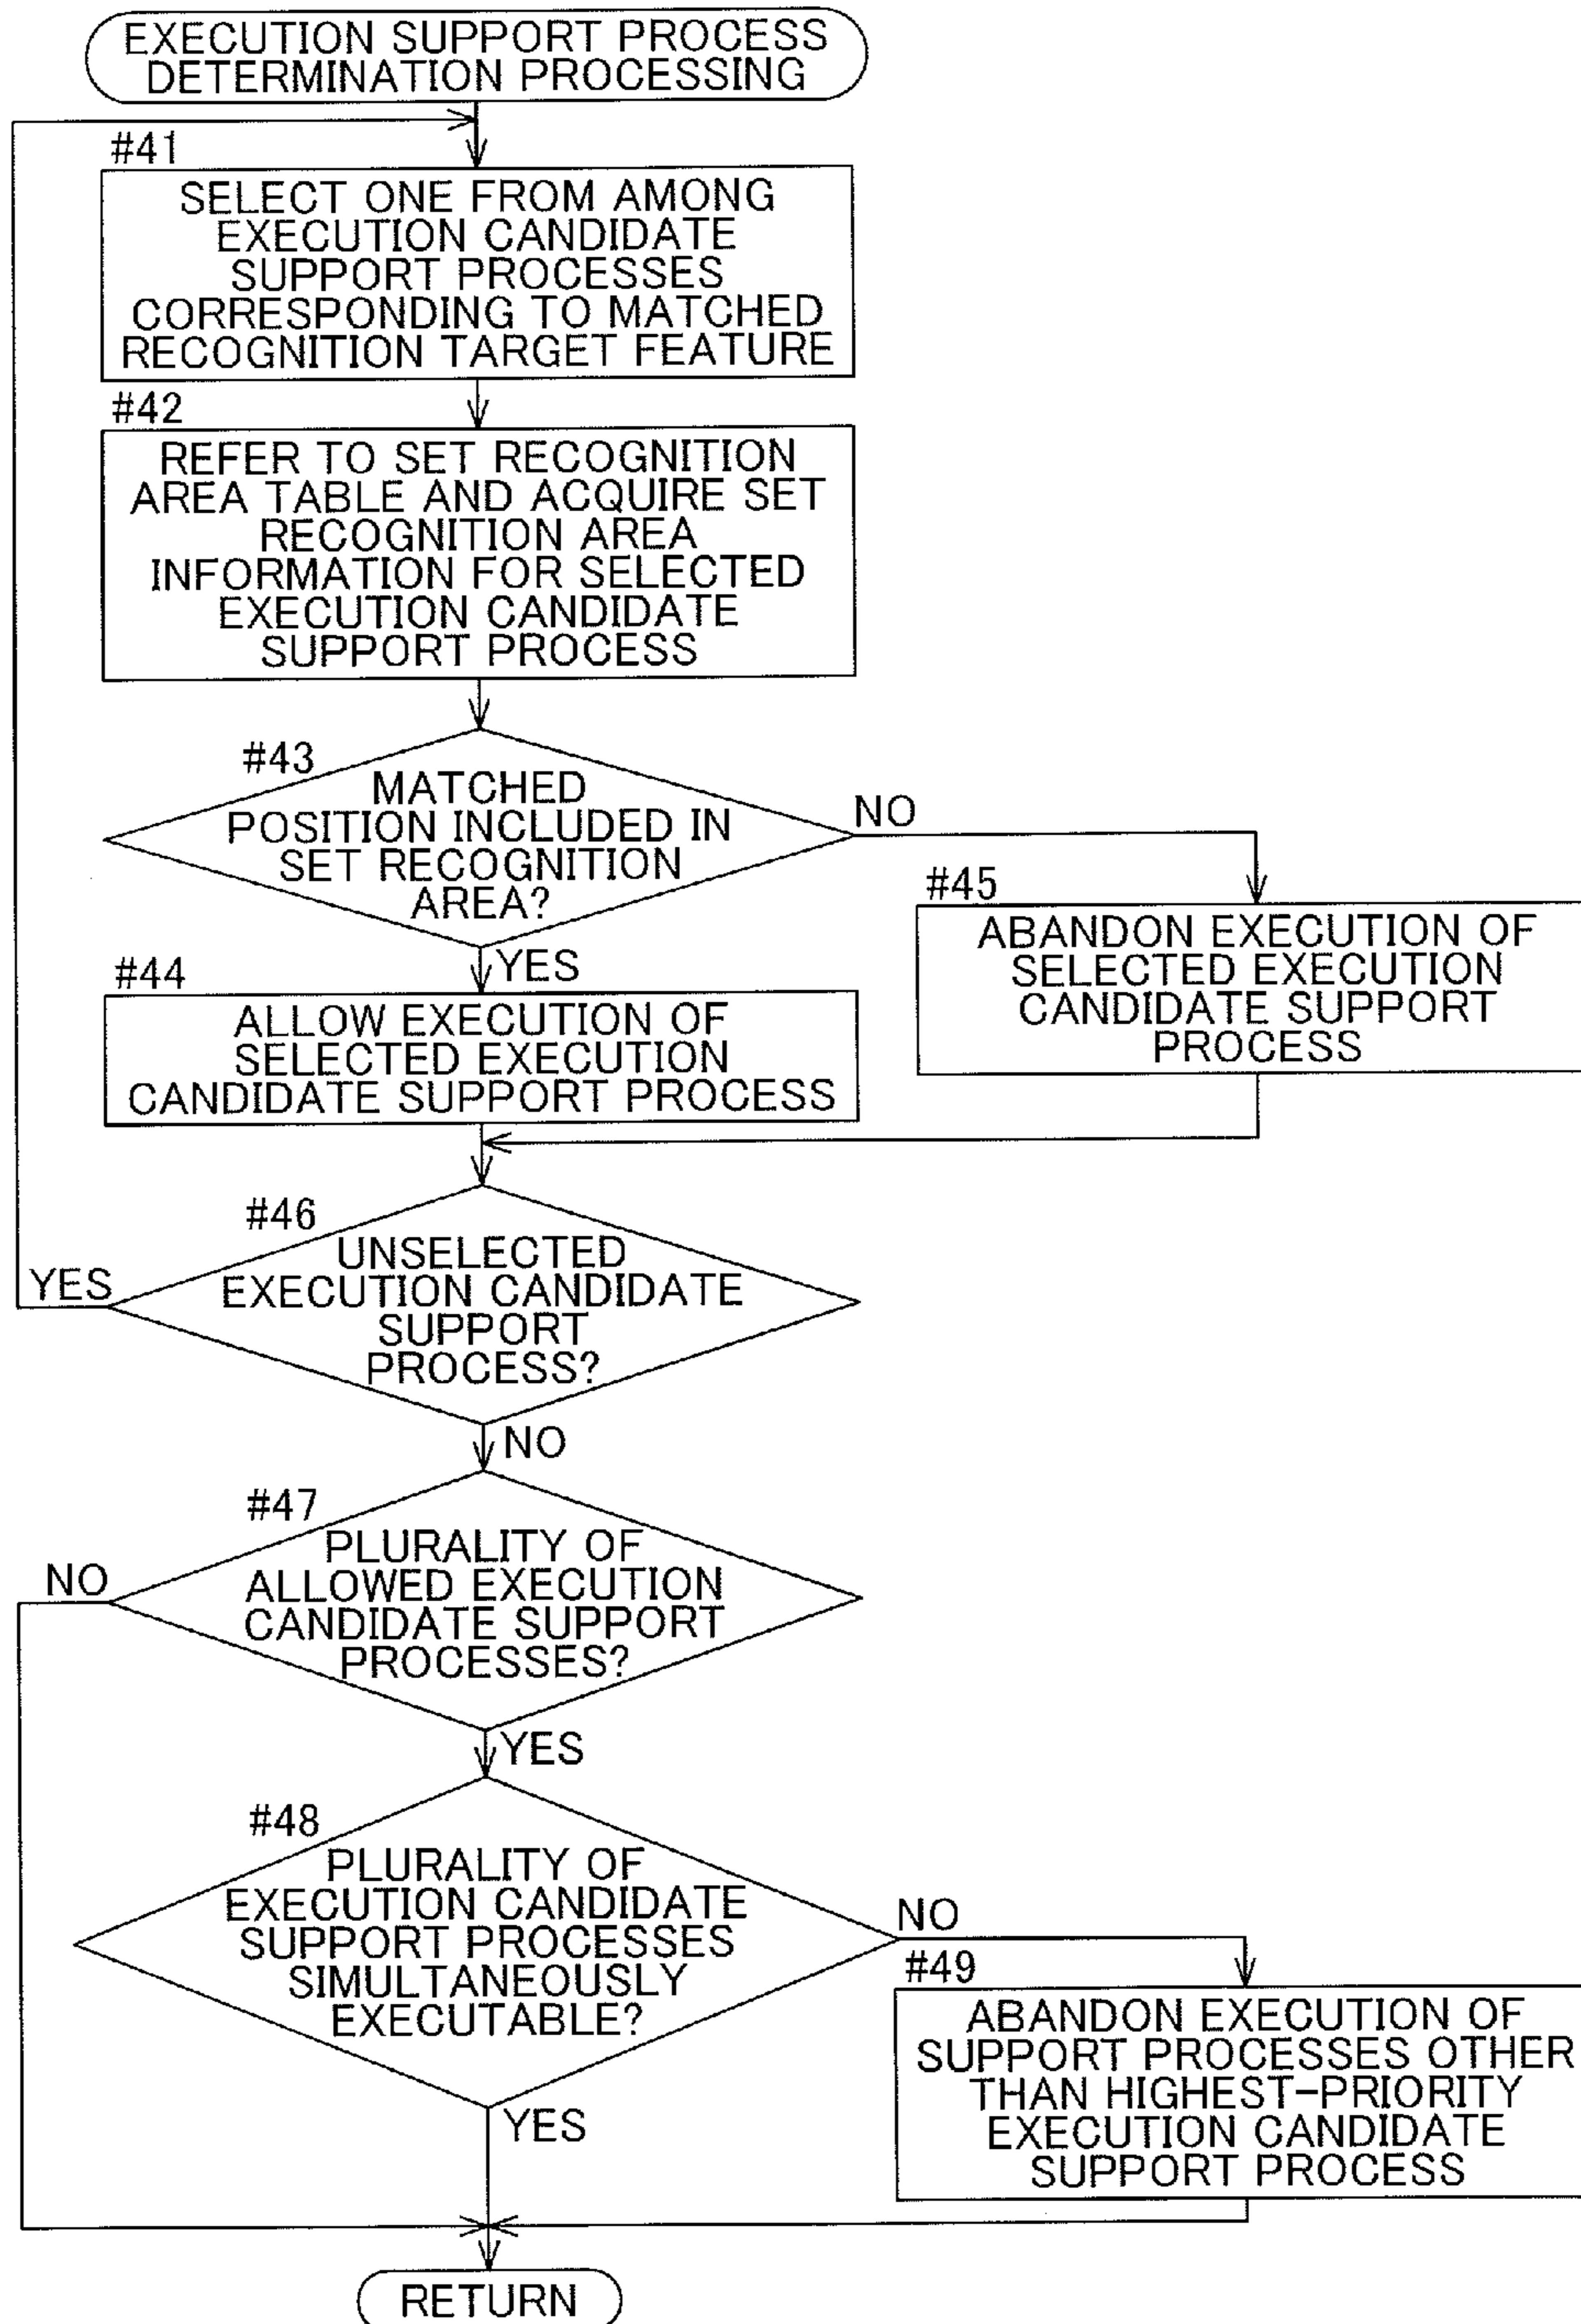 EXECUTION SUPPORT PROCESS
DETERMINATION PROCESSING
#41
SELECT ONE FROM AMONG
EXECUTION CANDIDATE
SUPPORT PROCESSES
CORRESPONDING TO MATCHED
RECOGNITION TARGET FEATURE
#42
REFER TO SET RECOGNITION
AREA TABLE AND ACQUIRE SET
RECOGNITION AREA
INFORMATION FOR SELECTED
EXECUTION CANDIDATE
SUPPORT PROCESS
#43
MATCHED
POSITION INCLUDED IN
SET RECOGNITION
AREA?
NO
#45
ABANDON EXECUTION OF
SELECTED EXECUTION
CANDIDATE SUPPORT
PROCESS
YES
#44
ALLOW EXECUTION OF
SELECTED EXECUTION
CANDIDATE SUPPORT PROCESS
#46
UNSELECTED
EXECUTION CANDIDATE
SUPPORT
PROCESS?
YES
NO
#47
PLURALITY OF
ALLOWED EXECUTION
CANDIDATE SUPPORT
PROCESSES?
NO
YES
#48
PLURALITY OF
EXECUTION CANDIDATE
SUPPORT PROCESSES
SIMULTANEOUSLY
EXECUTABLE?
NO
#49
ABANDON EXECUTION OF
SUPPORT PROCESSES OTHER
THAN HIGHEST-PRIORITY
EXECUTION CANDIDATE
SUPPORT PROCESS
YES
RETURN